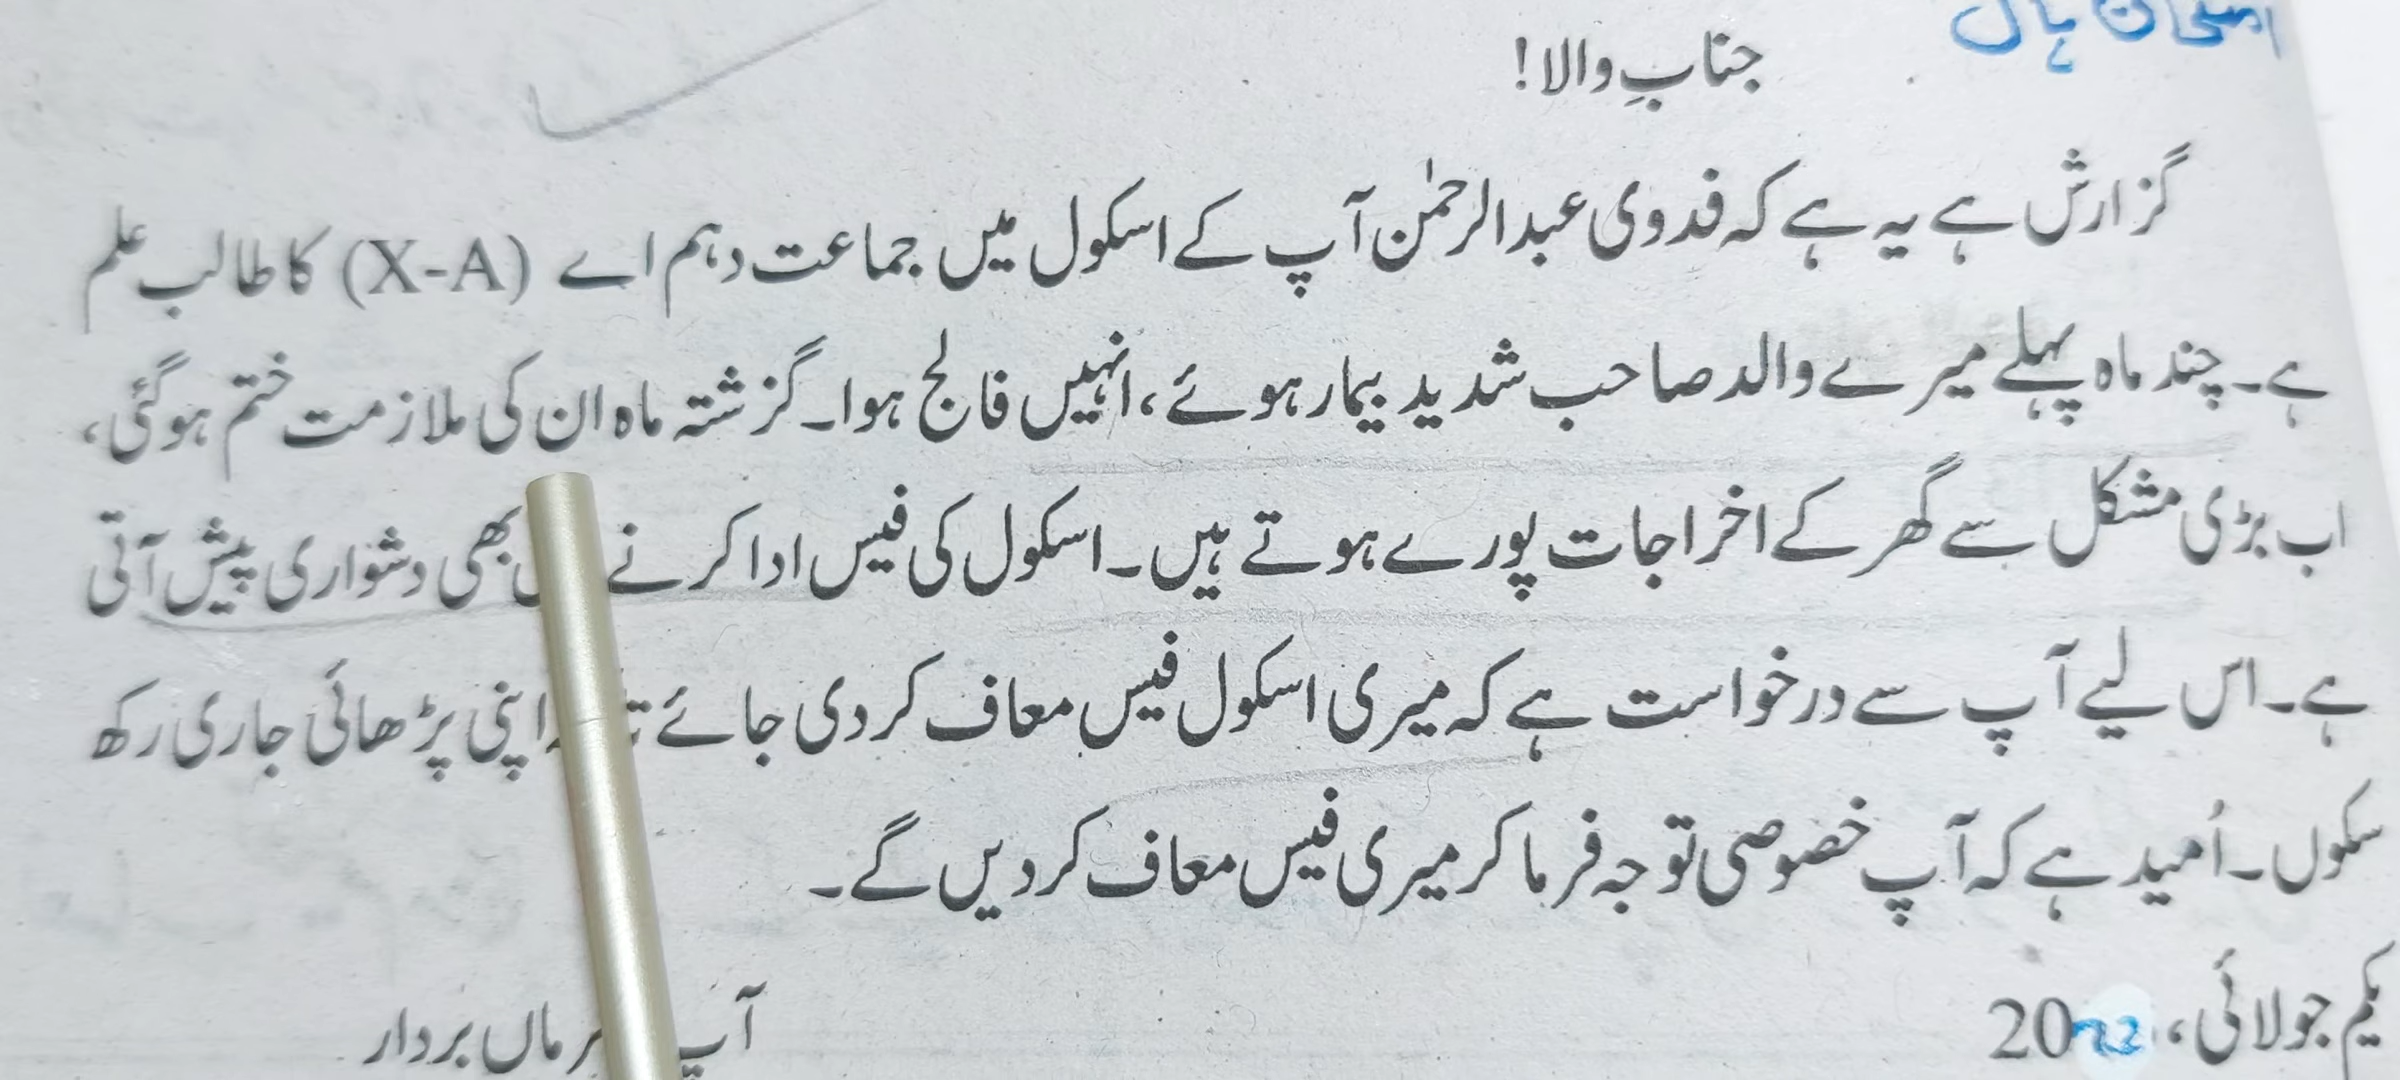 امتحان ہال
جنابِ والا!
گزارش ہے یہ ہے کہ فدوی عبدالرحمٰن آپ کے اسکول میں جماعت دہم اے (X-A) کا طالب علم
ہے۔ چند ماہ پہلے میرے والد صاحب شدید بیمار ہوئے، انہیں فالج ہوا۔ گزشتہ ماہ ان کی ملازمت ختم ہوگئی،
اب بڑی مشکل سے گھر کے اخراجات پورے ہوتے ہیں۔ اسکول کی فیس ادا کرنے بھی دشواری پیش آتی
ہے۔ اس لیے آپ سے درخواست ہے کہ میری اسکول فیس معاف کر دی جائے اپنی پڑھائی جاری رکھ
سکوں۔ اُمید ہے کہ آپ خصوصی توجہ فرما کر میری فیس معاف کر دیں گے۔
یکم جولائی، 20
آپ بردار